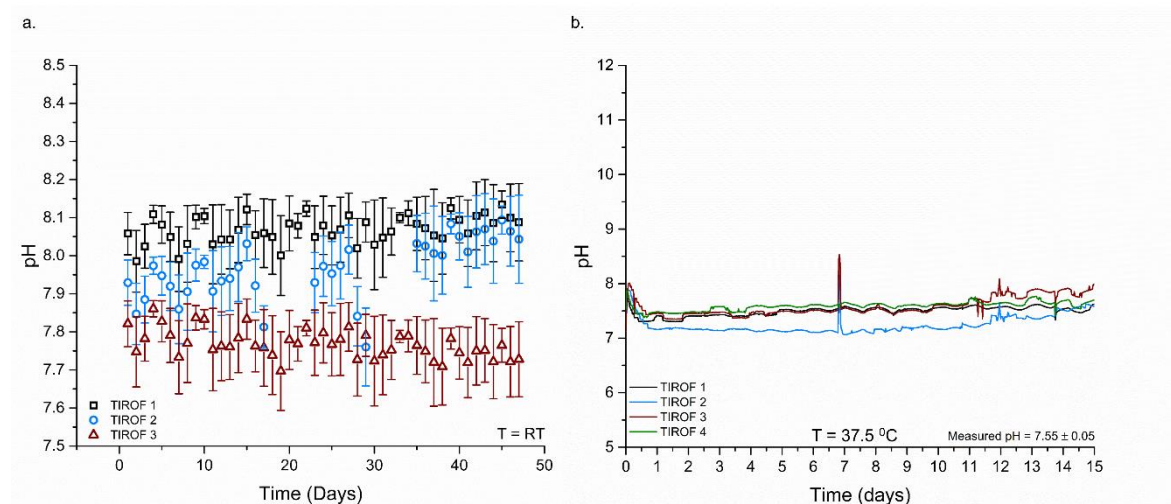 a.
8.5
8.4
8.3
8.2
8.1
8.0
7.9
7.8
7.7
7.6
7.5
pH
TIROF 1
TIROF 2
TIROF 3
T = RT
0 10 20 30 40 50
Time (Days)
b.
12
11
10
9
8
7
6
5
pH
TIROF 1
TIROF 2
TIROF 3
TIROF 4
T = 37.5 ⁰C
Measured pH = 7.55 ± 0.05
0 1 2 3 4 5 6 7 8 9 10 11 12 13 14 15
Time (days)